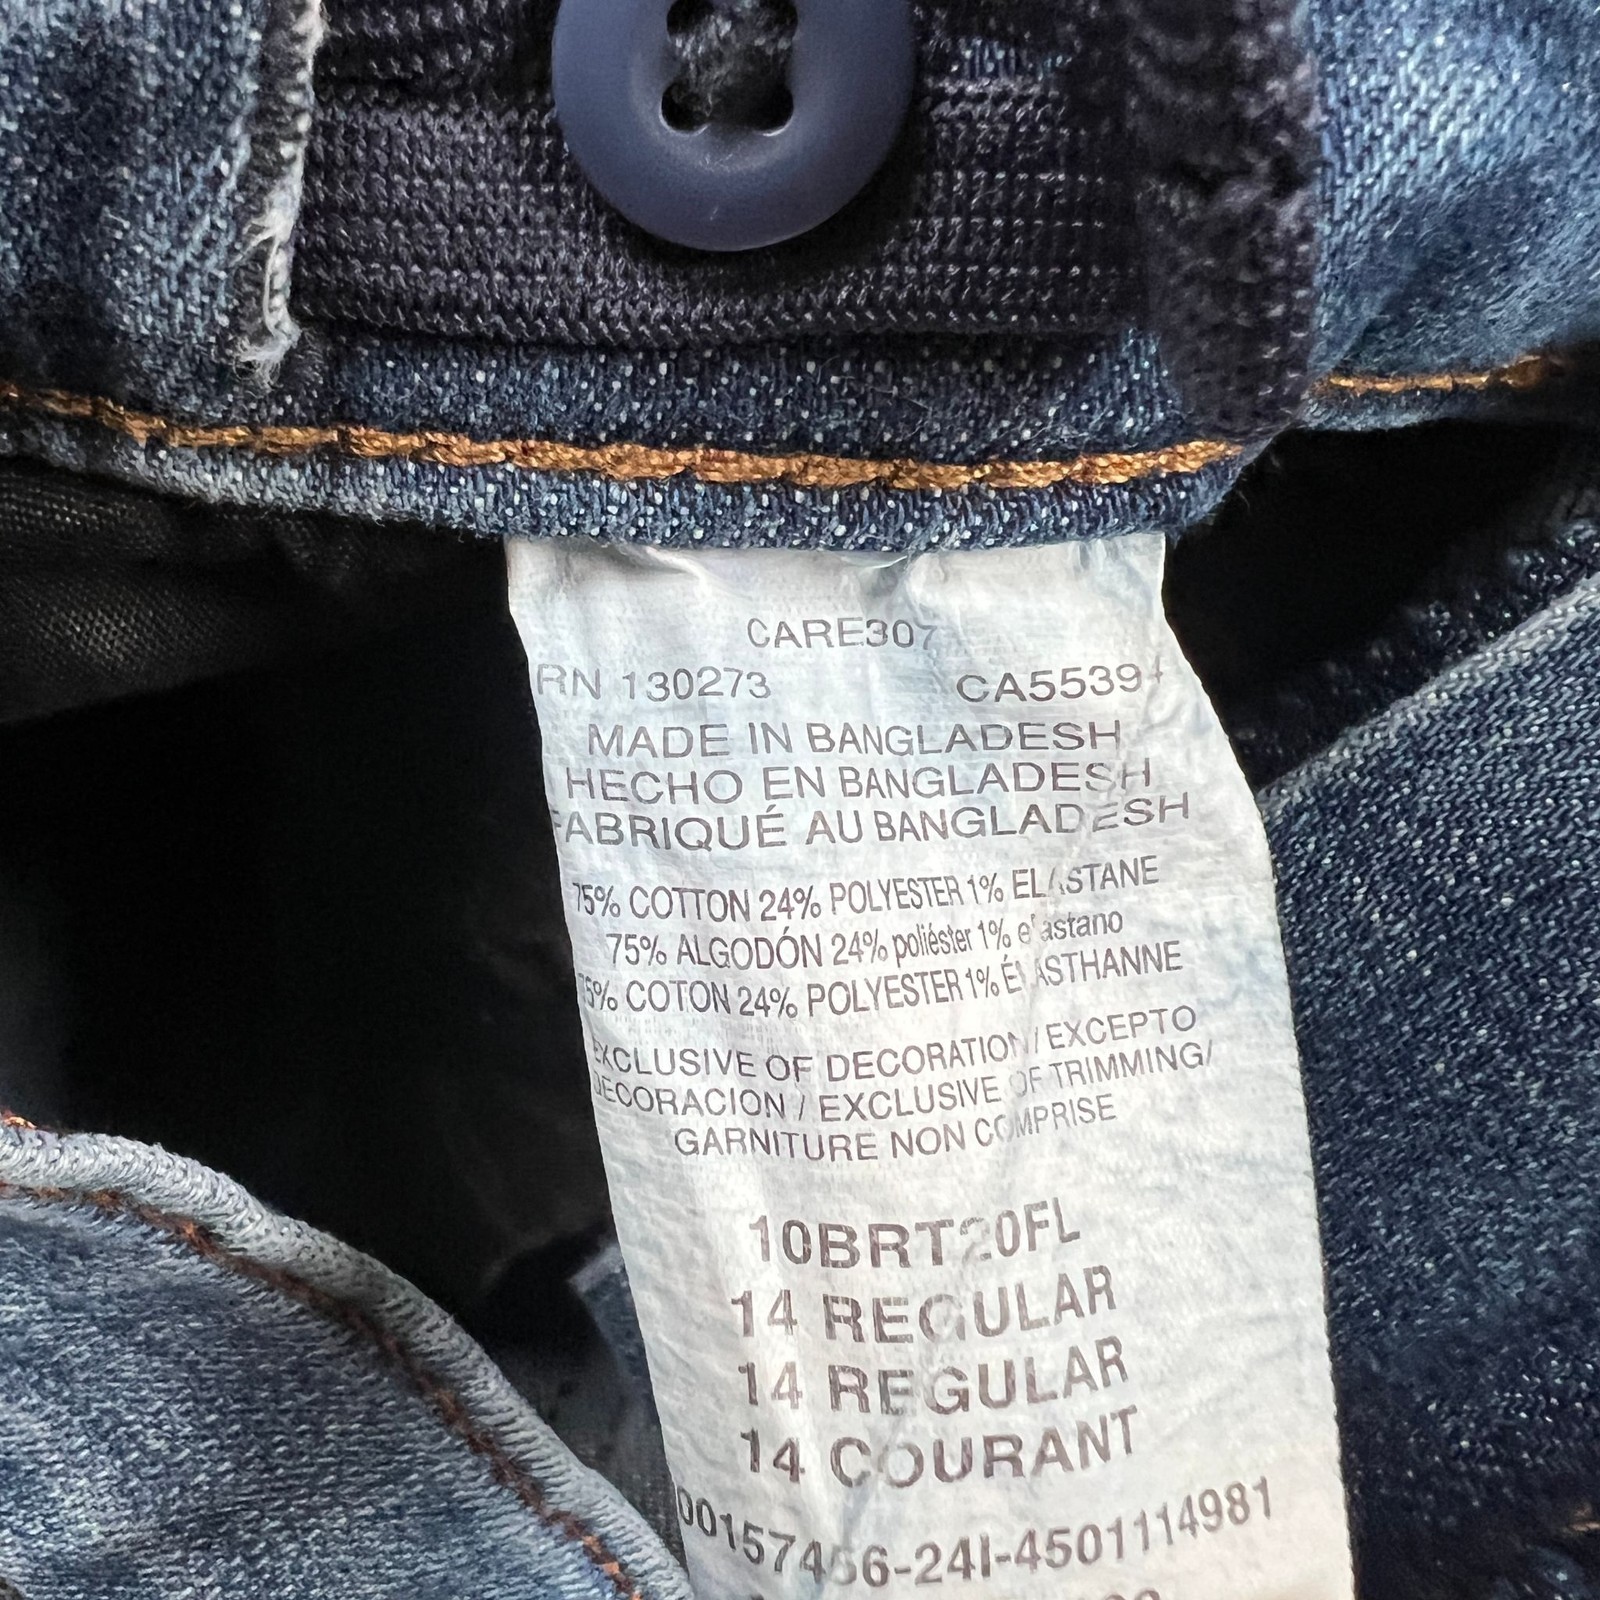 CARE307
RN 130273 CA5539
MADE IN BANGLADESH
HECHO EN BANGLADESH
FABRIQUÉ AU BANGLADESH
75% COTTON 24% POLYESTER 1% ELASTANE
75% ALGODÓN 24% poliéster 1% elastano
75% COTON 24% POLYESTER 1% ÉLASTHANNE
EXCLUSIVE OF DECORATION / EXCEPTO
DECORACION / EXCLUSIVE OF TRIMMING/
GARNITURE NON COMPRISE
10BRT20FL
14 REGULAR
14 REGULAR
14 COURANT
00157456-24I-4501114981